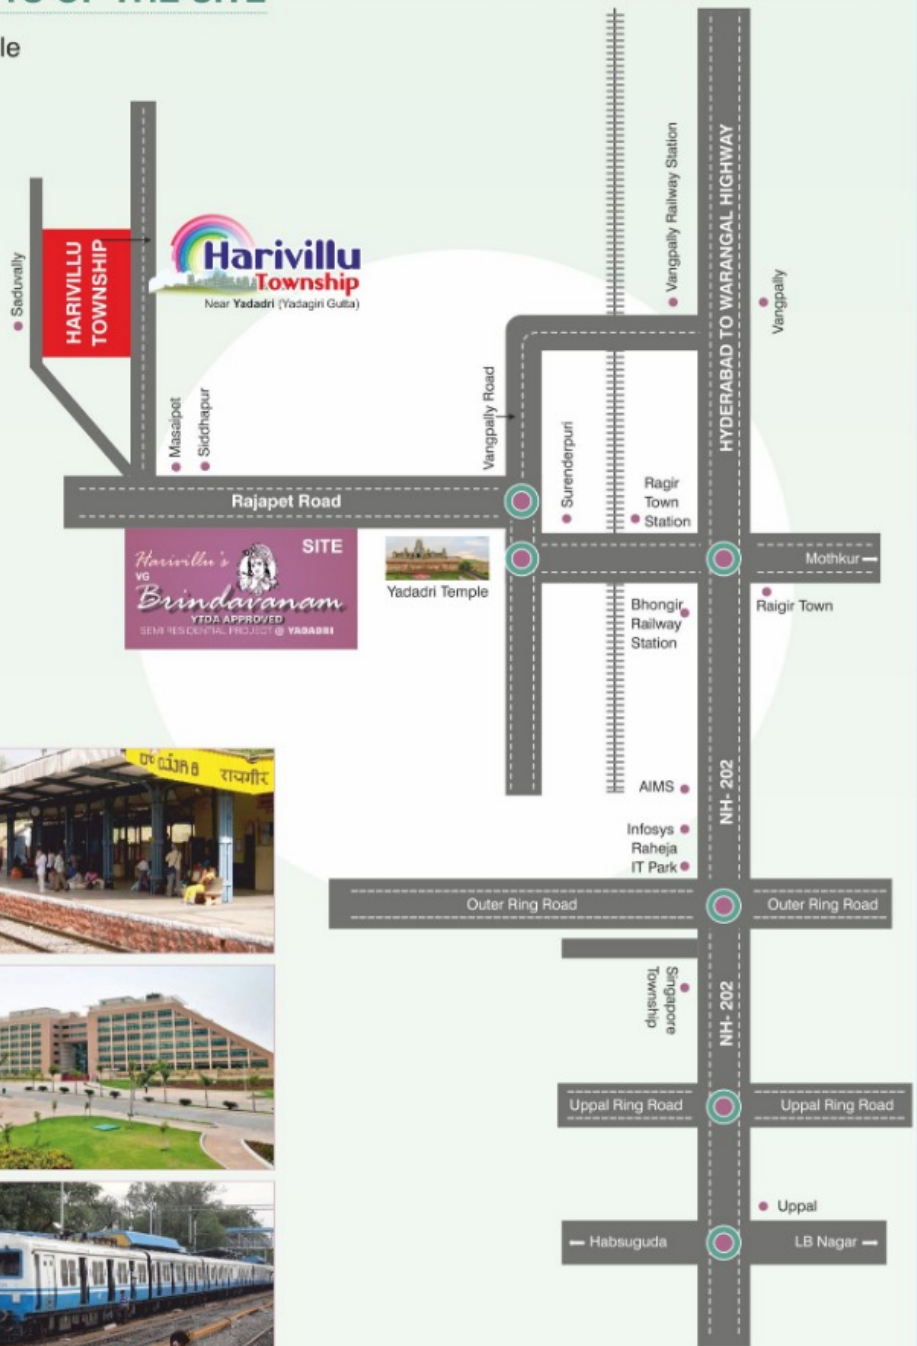 OF THE SITE
le
Saduvally
HARIVILLU
TOWNSHIP
Harivillu
Township
Near Yadadri (Yadagiri Gutta)
Masaipet
Siddhapur
Rajapet Road
Vangpally Road
Surenderpuri
Vangpally Railway Station
HYDERABAD TO WARANGAL HIGHWAY
Vangpally
Ragir
Town
Station
Mothkur
SITE
Harivillu's
VG
Brindavanam
YTDA APPROVED
SEMI RESIDENTIAL PROJECT @ YADADRI
Yadadri Temple
Bhongir
Railway
Station
Raigir Town
रायगीर
AIMS
NH- 202
Infosys
Raheja
IT Park
Outer Ring Road
Outer Ring Road
Singapore
Township
NH- 202
Uppal Ring Road
Uppal Ring Road
Uppal
Habsuguda
LB Nagar